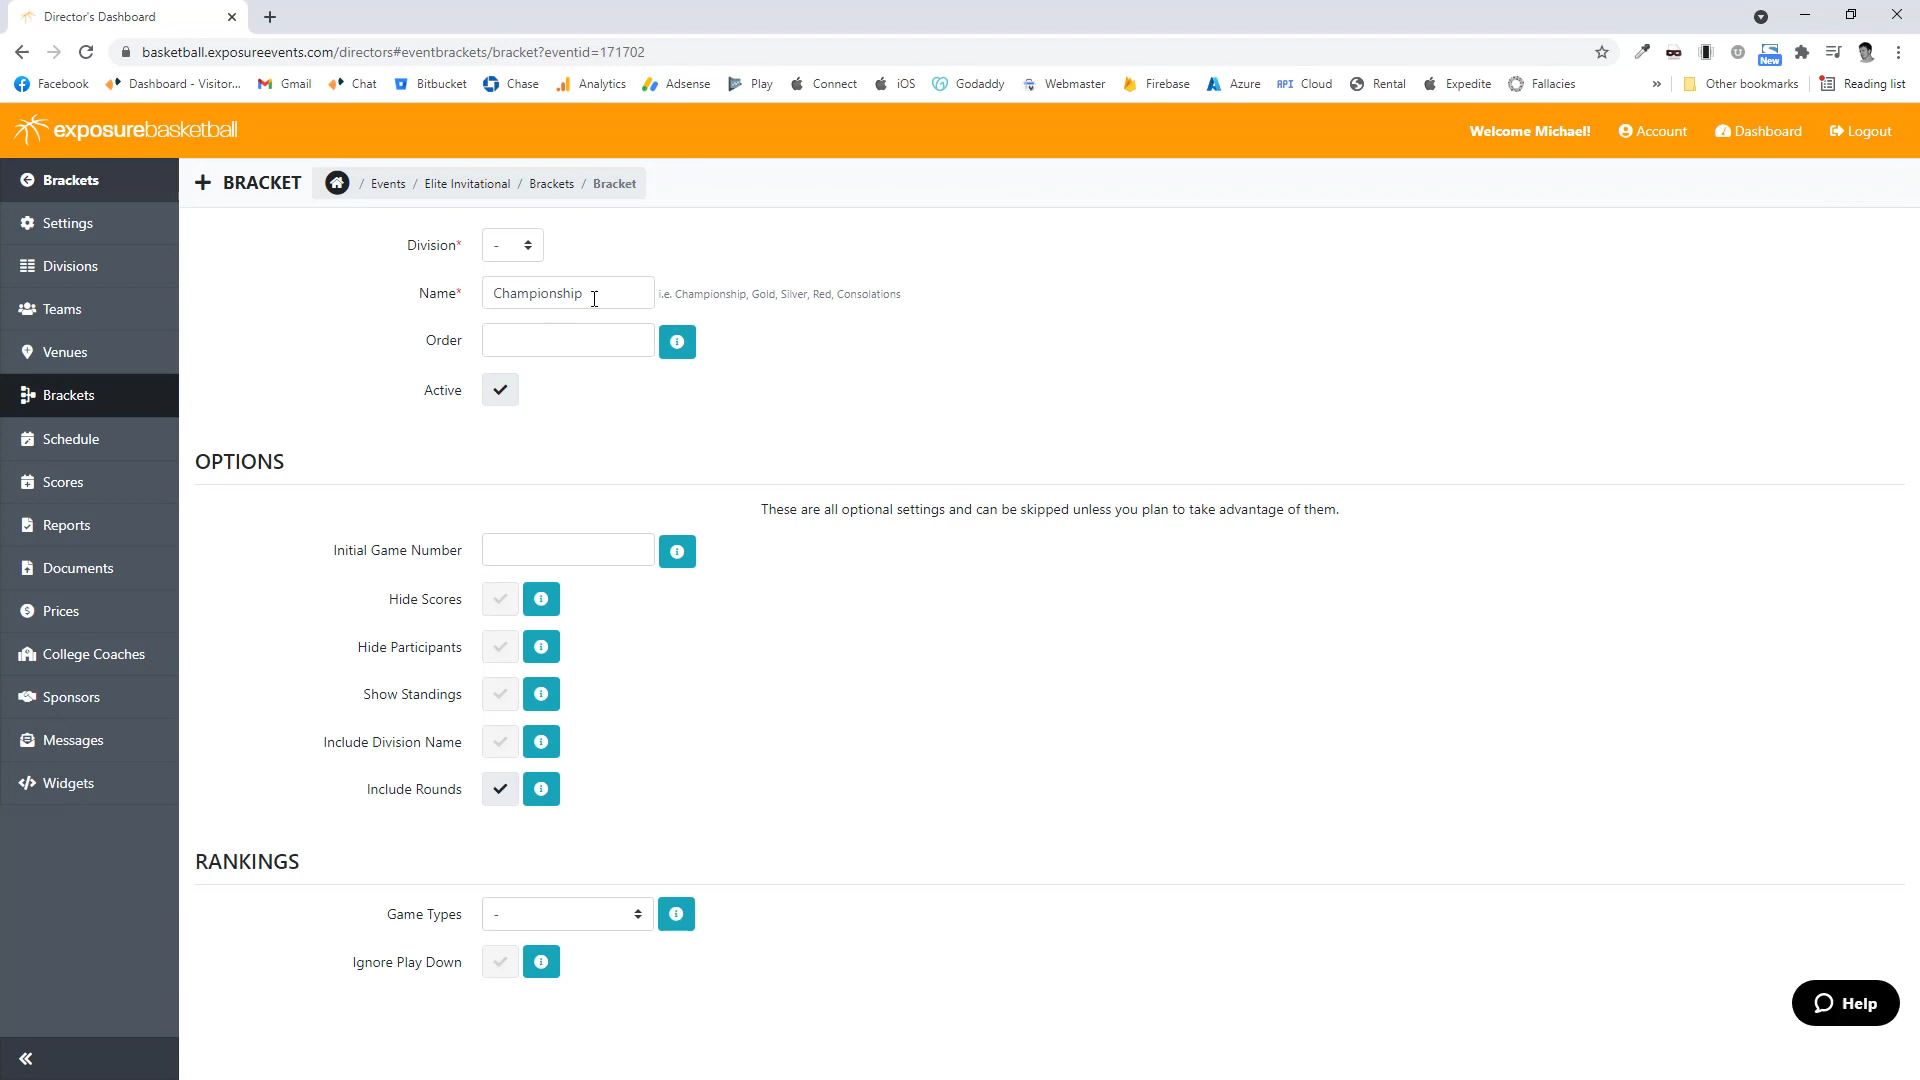 Director's Dashboard
basketball.exposureevents.com/directors#eventbrackets/bracket?eventid=171702
New
Facebook Dashboard - Visitor... Gmail Chat Bitbucket Chase Analytics Adsense Play Connect iOS Godaddy Webmaster Firebase Azure API Cloud Rental Expedite Fallacies » Other bookmarks Reading list
exposurebasketball
Welcome Michael! Account Dashboard Logout
Brackets
Settings
Divisions
Teams
Venues
Brackets
Schedule
Scores
Reports
Documents
Prices
College Coaches
Sponsors
Messages
Widgets
+ BRACKET / Events / Elite Invitational / Brackets / Bracket
Division* -
Name* Championship i.e. Championship, Gold, Silver, Red, Consolations
Order
Active
OPTIONS
These are all optional settings and can be skipped unless you plan to take advantage of them.
Initial Game Number
Hide Scores
Hide Participants
Show Standings
Include Division Name
Include Rounds
RANKINGS
Game Types -
Ignore Play Down
Help